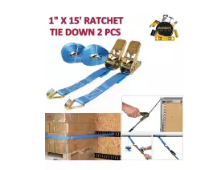 1" X 15' RATCHET
TIE DOWN 2 PCS